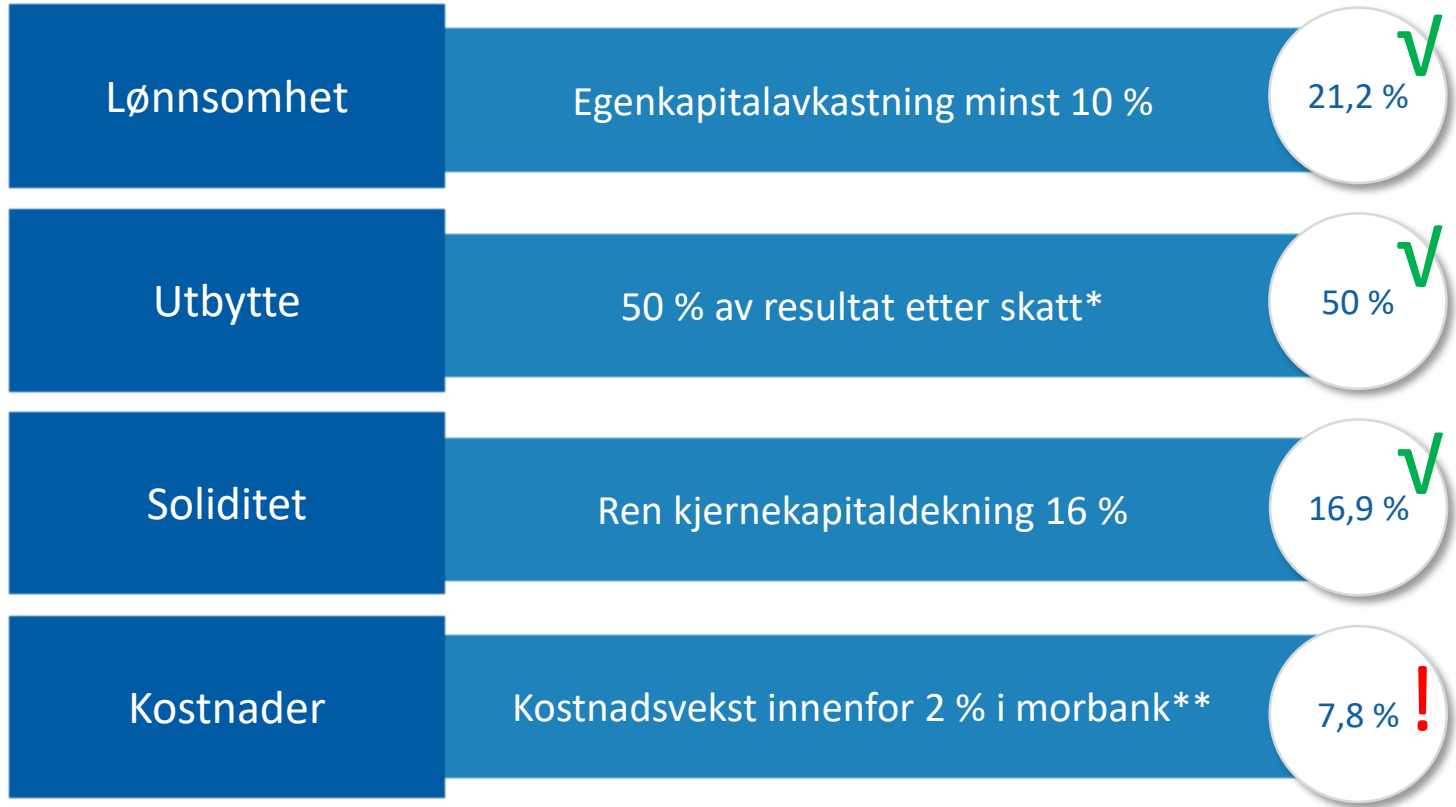 Lønnsomhet
Egenkapitalavkastning minst 10 %
21,2 %
√
Utbytte
50 % av resultat etter skatt*
50 %
√
Soliditet
Ren kjernekapitaldekning 16 %
16,9 %
√
Kostnader
Kostnadsvekst innenfor 2 % i morbank**
7,8 %
!